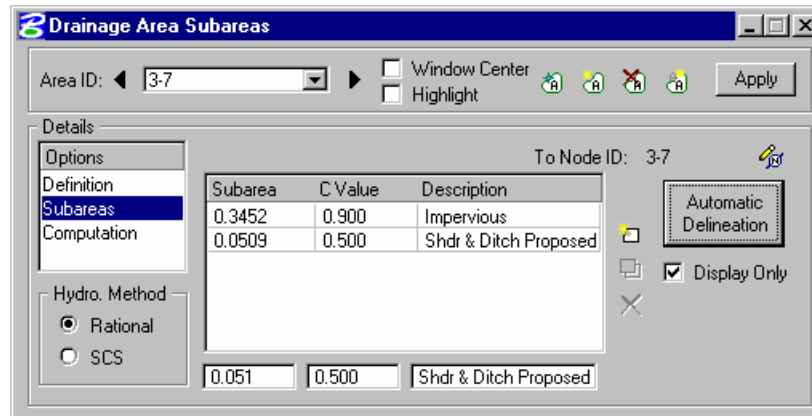 Drainage Area Subareas
Area ID: 3-7
Window Center
Highlight
Apply
Details
Options
Definition
Subareas
Computation
To Node ID: 3-7
Subarea C Value Description
0.3452 0.900 Impervious
0.0509 0.500 Shdr & Ditch Proposed
0.051 0.500 Shdr & Ditch Proposed
Automatic
Delineation
Display Only
Hydro. Method
Rational
SCS